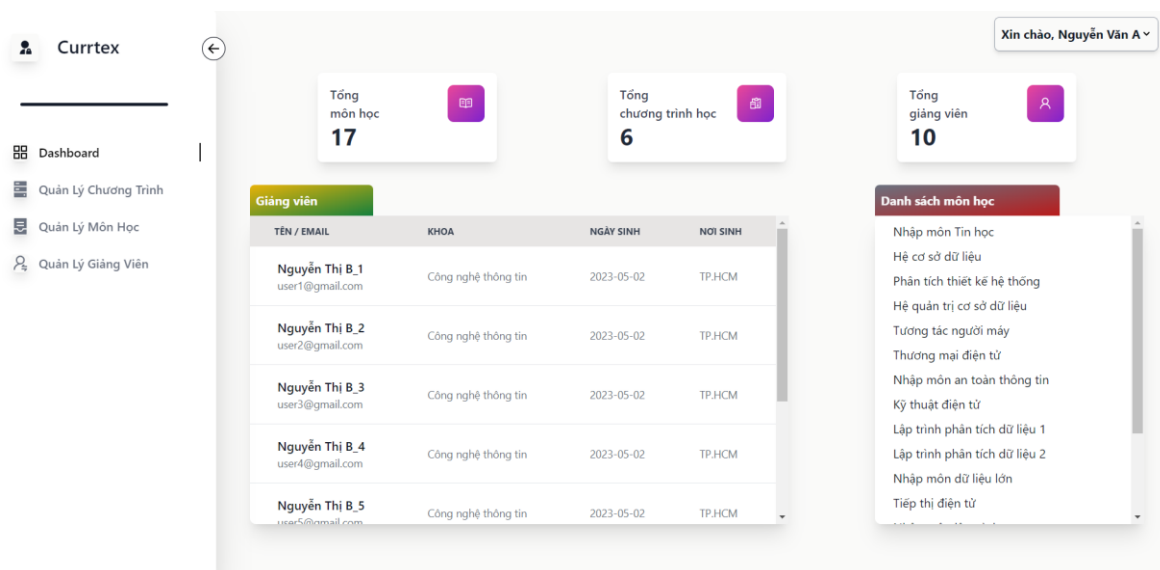 Currtex
Xin chào, Nguyễn Văn A
Dashboard
Quản Lý Chương Trình
Quản Lý Môn Học
Quản Lý Giảng Viên
Tổng
môn học
17
Tổng
chương trình học
6
Tổng
giảng viên
10
Giảng viên
TÊN / EMAIL KHOA NGÀY SINH NƠI SINH
Nguyễn Thị B_1
user1@gmail.com
Công nghệ thông tin 2023-05-02 TP.HCM
Nguyễn Thị B_2
user2@gmail.com
Công nghệ thông tin 2023-05-02 TP.HCM
Nguyễn Thị B_3
user3@gmail.com
Công nghệ thông tin 2023-05-02 TP.HCM
Nguyễn Thị B_4
user4@gmail.com
Công nghệ thông tin 2023-05-02 TP.HCM
Nguyễn Thị B_5
user5@gmail.com
Công nghệ thông tin 2023-05-02 TP.HCM
Danh sách môn học
Nhập môn Tin học
Hệ cơ sở dữ liệu
Phân tích thiết kế hệ thống
Hệ quản trị cơ sở dữ liệu
Tương tác người máy
Thương mại điện tử
Nhập môn an toàn thông tin
Kỹ thuật điện tử
Lập trình phân tích dữ liệu 1
Lập trình phân tích dữ liệu 2
Nhập môn dữ liệu lớn
Tiếp thị điện tử